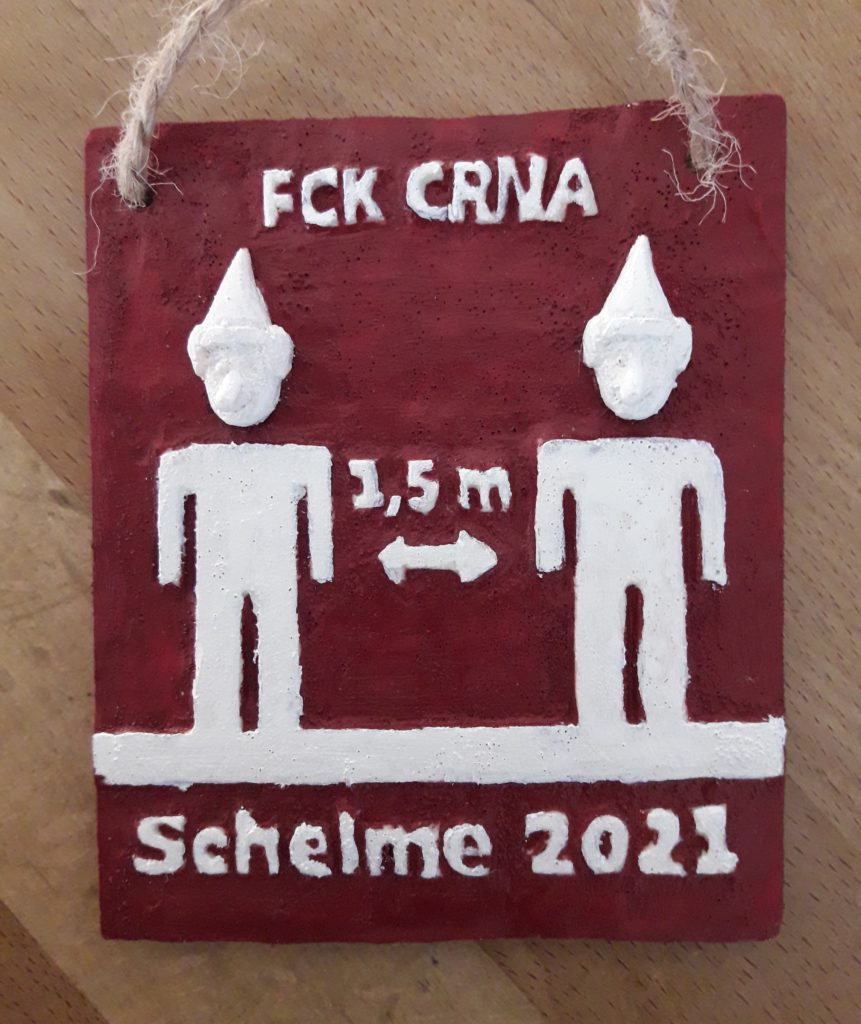 FCK CRNA
1,5 m
Schelme 2021